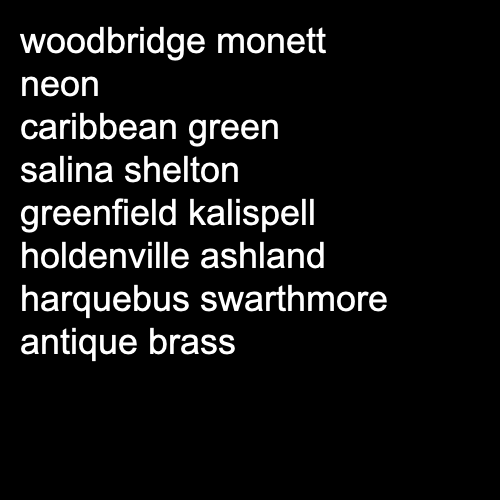 woodbridge monett
neon
caribbean green
salina shelton
greenfield kalispell
holdenville ashland
harquebus swarthmore
antique brass